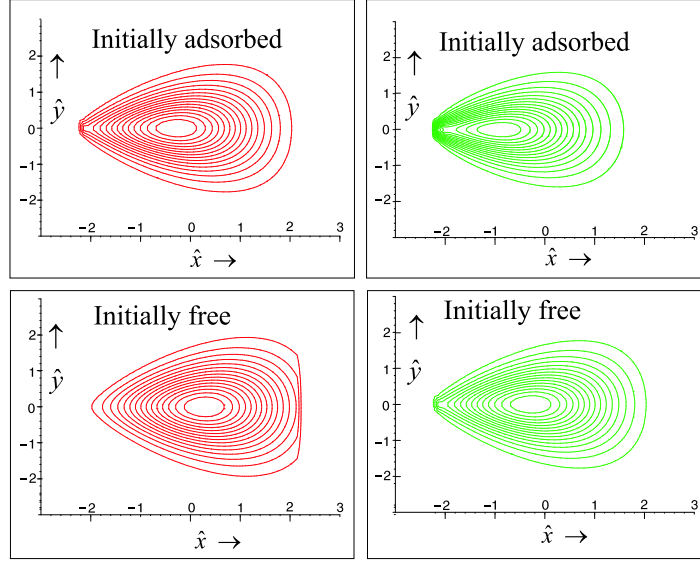 Initially adsorbed
2
↑
1
ŷ
0
−1
−2
−2 −1 0 1 2 3
x̂ →
Initially adsorbed
2
↑
1
ŷ
0
−1
−2
−2 −1 0 1 2 3
x̂ →
Initially free
2
↑
1
ŷ
0
−1
−2
−2 −1 0 1 2 3
x̂ →
Initially free
2
↑
1
ŷ
0
−1
−2
−2 −1 0 1 2 3
x̂ →